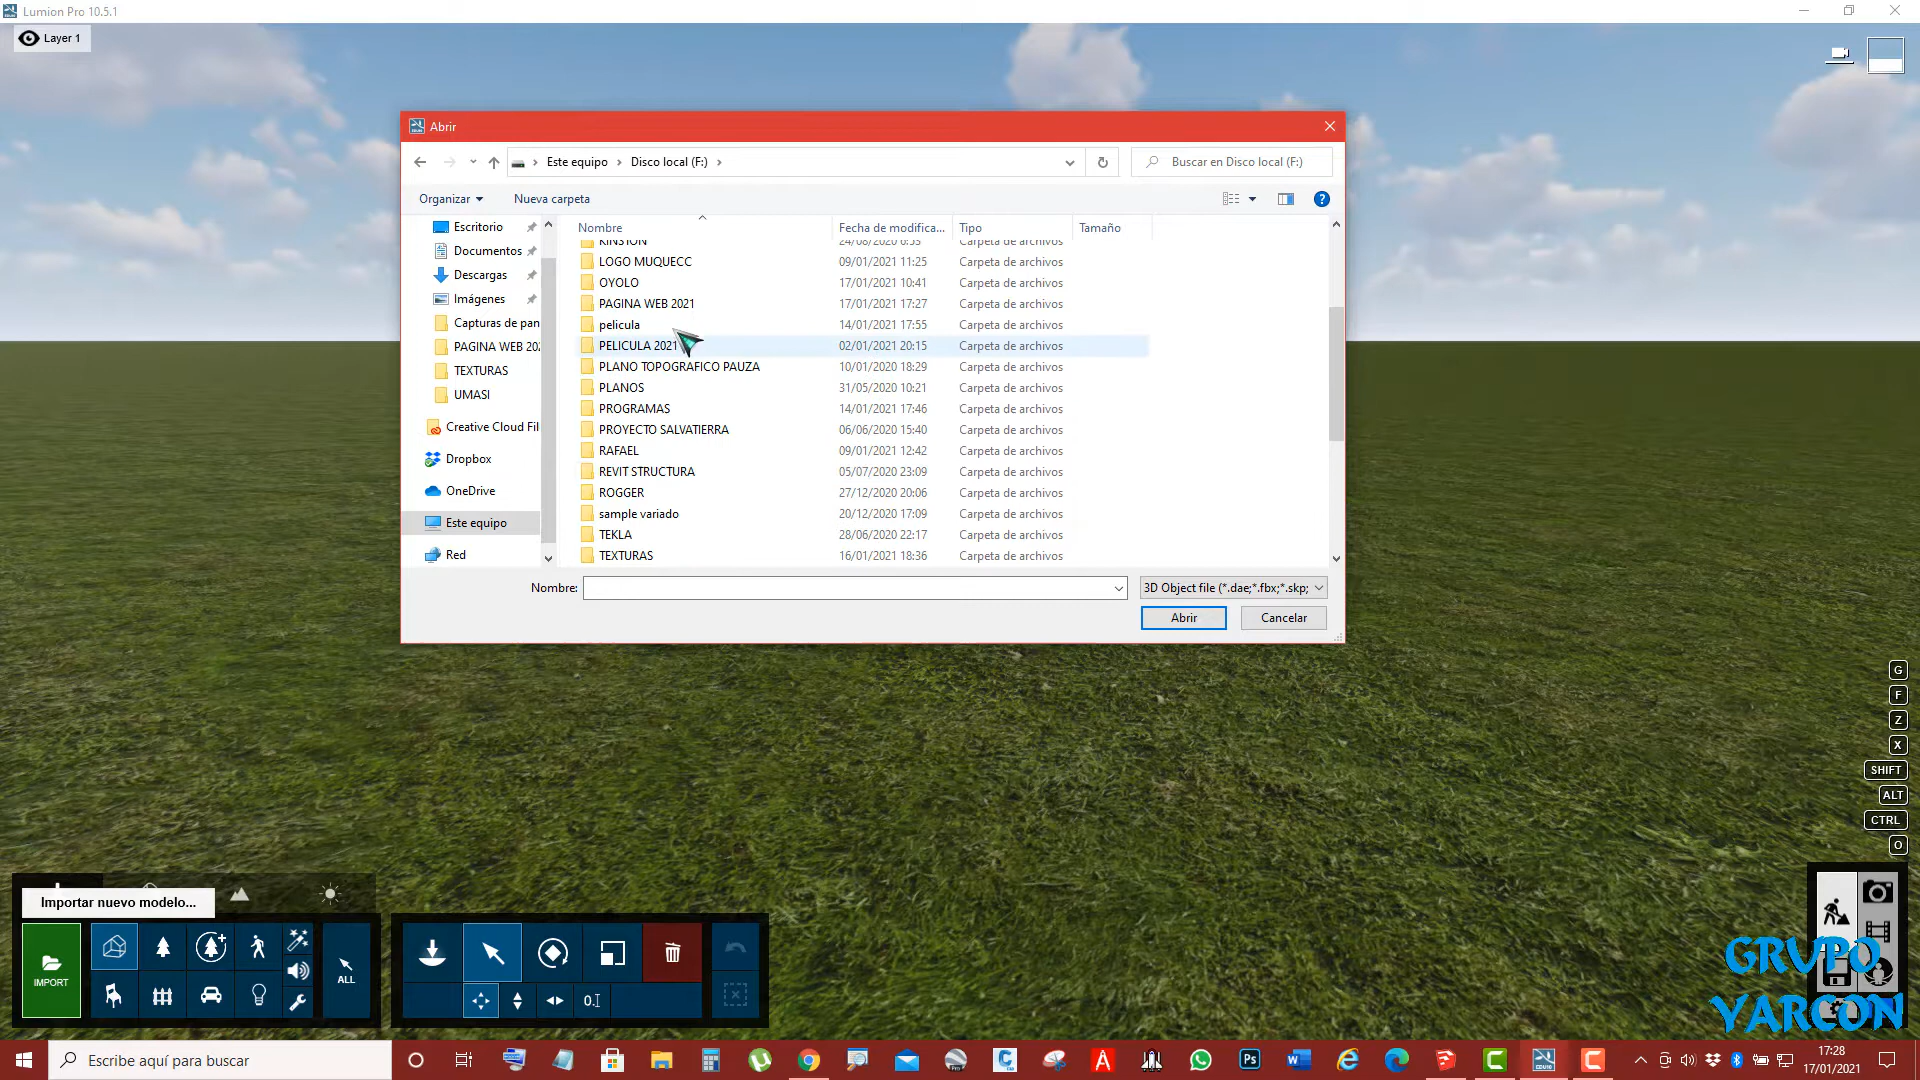 Lumion Pro 10.5.1
Layer 1
Abrir
Este equipo
Disco local (F:)
Buscar en Disco local (F:)
Organizar
Nueva carpeta
Nombre
Fecha de modifica...
Tipo
Tamaño
Escritorio
Documentos
Descargas
Imágenes
Capturas de pan
PAGINA WEB 202
TEXTURAS
UMASI
Creative Cloud Fil
Dropbox
OneDrive
Este equipo
Red
KINSTON 24/08/2020 0:53 Carpeta de archivos
LOGO MUQUECC 09/01/2021 11:25 Carpeta de archivos
OYOLO 17/01/2021 10:41 Carpeta de archivos
PAGINA WEB 2021 17/01/2021 17:27 Carpeta de archivos
pelicula 14/01/2021 17:55 Carpeta de archivos
PELICULA 2021 02/01/2021 20:15 Carpeta de archivos
PLANO TOPOGRAFICO PAUZA 10/01/2020 18:29 Carpeta de archivos
PLANOS 31/05/2020 10:21 Carpeta de archivos
PROGRAMAS 14/01/2021 17:46 Carpeta de archivos
PROYECTO SALVATIERRA 06/06/2020 15:40 Carpeta de archivos
RAFAEL 09/01/2021 12:42 Carpeta de archivos
REVIT STRUCTURA 05/07/2020 23:09 Carpeta de archivos
ROGGER 27/12/2020 20:06 Carpeta de archivos
sample variado 20/12/2020 17:09 Carpeta de archivos
TEKLA 28/06/2020 22:17 Carpeta de archivos
TEXTURAS 16/01/2021 18:36 Carpeta de archivos
Nombre:
3D Object file (*.dae;*.fbx;*.skp;
Abrir
Cancelar
G
F
Z
X
SHIFT
ALT
CTRL
O
Importar nuevo modelo...
IMPORT
ALL
GRUPO
YARCON
Escribe aquí para buscar
17:28
17/01/2021